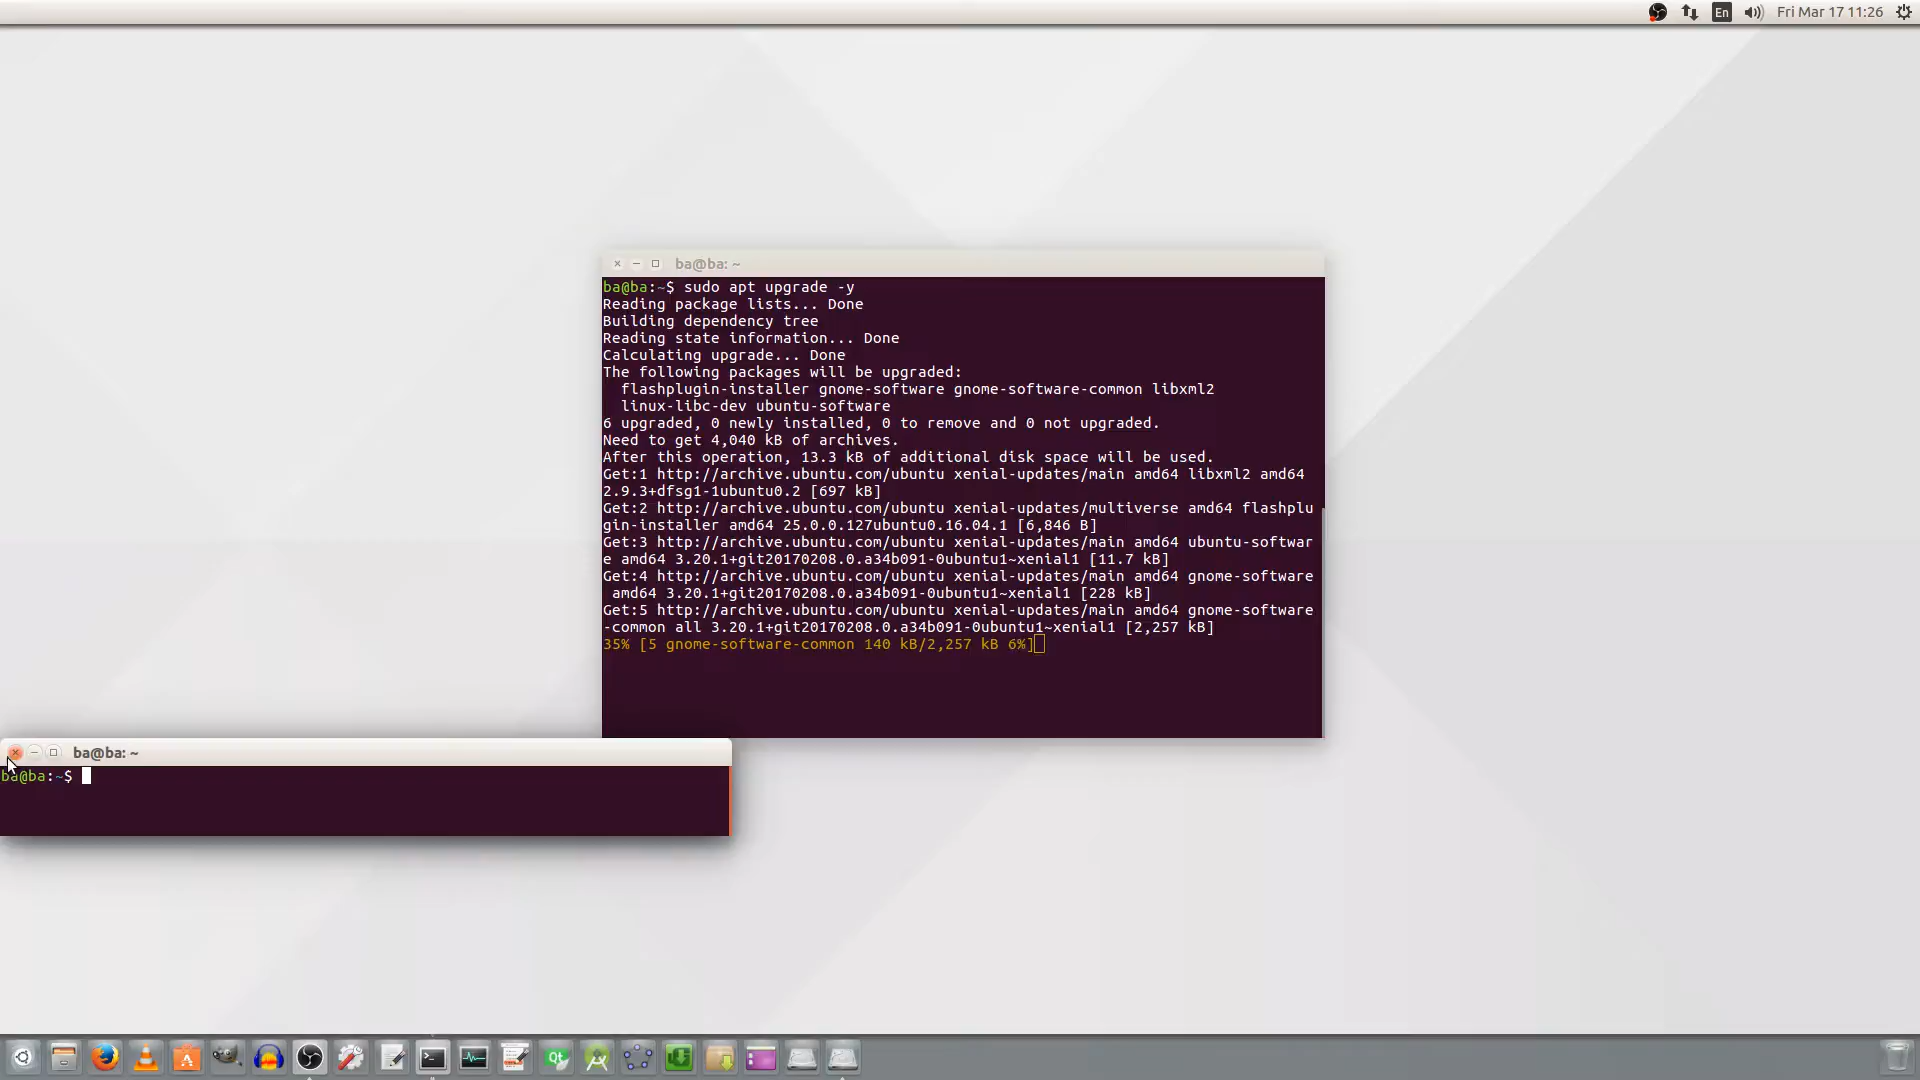 En Fri Mar 17 11:26
ba@ba: ~
ba@ba:~$ sudo apt upgrade -y
Reading package lists... Done
Building dependency tree
Reading state information... Done
Calculating upgrade... Done
The following packages will be upgraded:
flashplugin-installer gnome-software gnome-software-common libxml2
linux-libc-dev ubuntu-software
6 upgraded, 0 newly installed, 0 to remove and 0 not upgraded.
Need to get 4,040 kB of archives.
After this operation, 13.3 kB of additional disk space will be used.
Get:1 http://archive.ubuntu.com/ubuntu xenial-updates/main amd64 libxml2 amd64
2.9.3+dfsg1-1ubuntu0.2 [697 kB]
Get:2 http://archive.ubuntu.com/ubuntu xenial-updates/multiverse amd64 flashplu
gin-installer amd64 25.0.0.127ubuntu0.16.04.1 [6,846 B]
Get:3 http://archive.ubuntu.com/ubuntu xenial-updates/main amd64 ubuntu-softwar
e amd64 3.20.1+git20170208.0.a34b091-0ubuntu1~xenial1 [11.7 kB]
Get:4 http://archive.ubuntu.com/ubuntu xenial-updates/main amd64 gnome-software
amd64 3.20.1+git20170208.0.a34b091-0ubuntu1~xenial1 [228 kB]
Get:5 http://archive.ubuntu.com/ubuntu xenial-updates/main amd64 gnome-software
-common all 3.20.1+git20170208.0.a34b091-0ubuntu1~xenial1 [2,257 kB]
35% [5 gnome-software-common 140 kB/2,257 kB 6%]
ba@ba: ~
ba@ba:~$
Qt